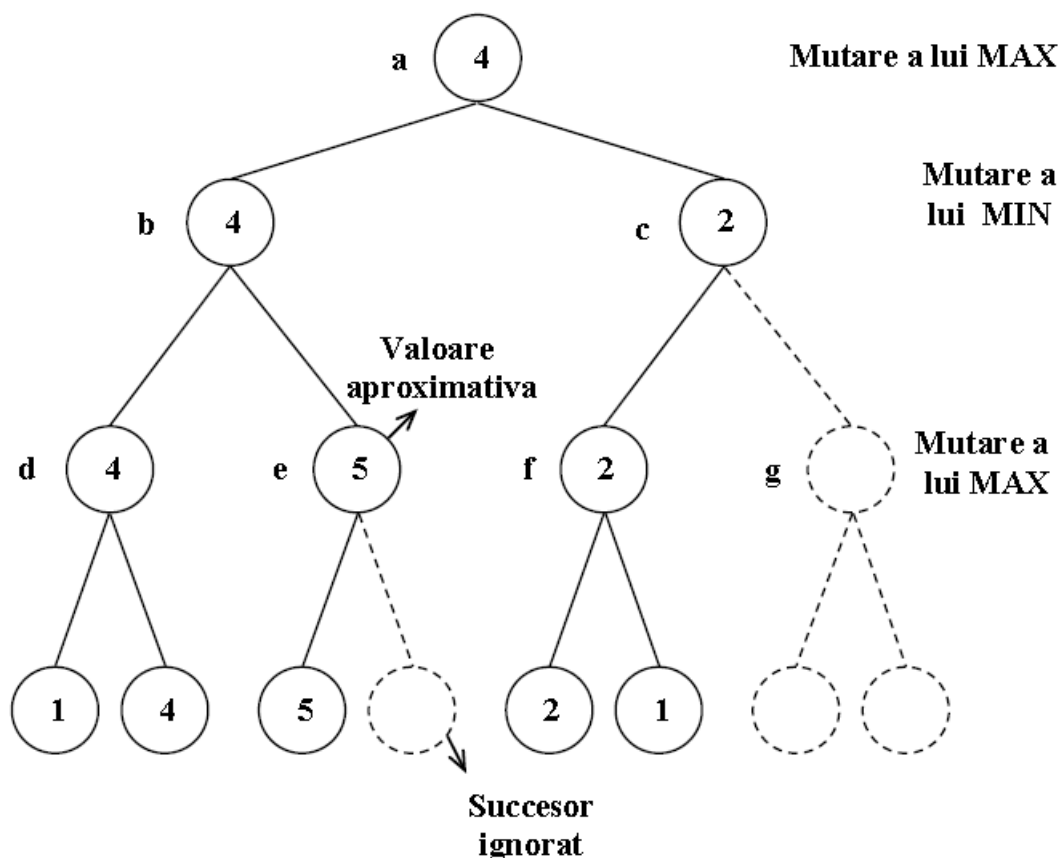 a 4 Mutare a lui MAX
b 4 c 2 Mutare a
lui MIN
Valoare
aproximativa
d 4 e 5 f 2 g Mutare a
lui MAX
1 4 5 2 1
Succesor
ignorat